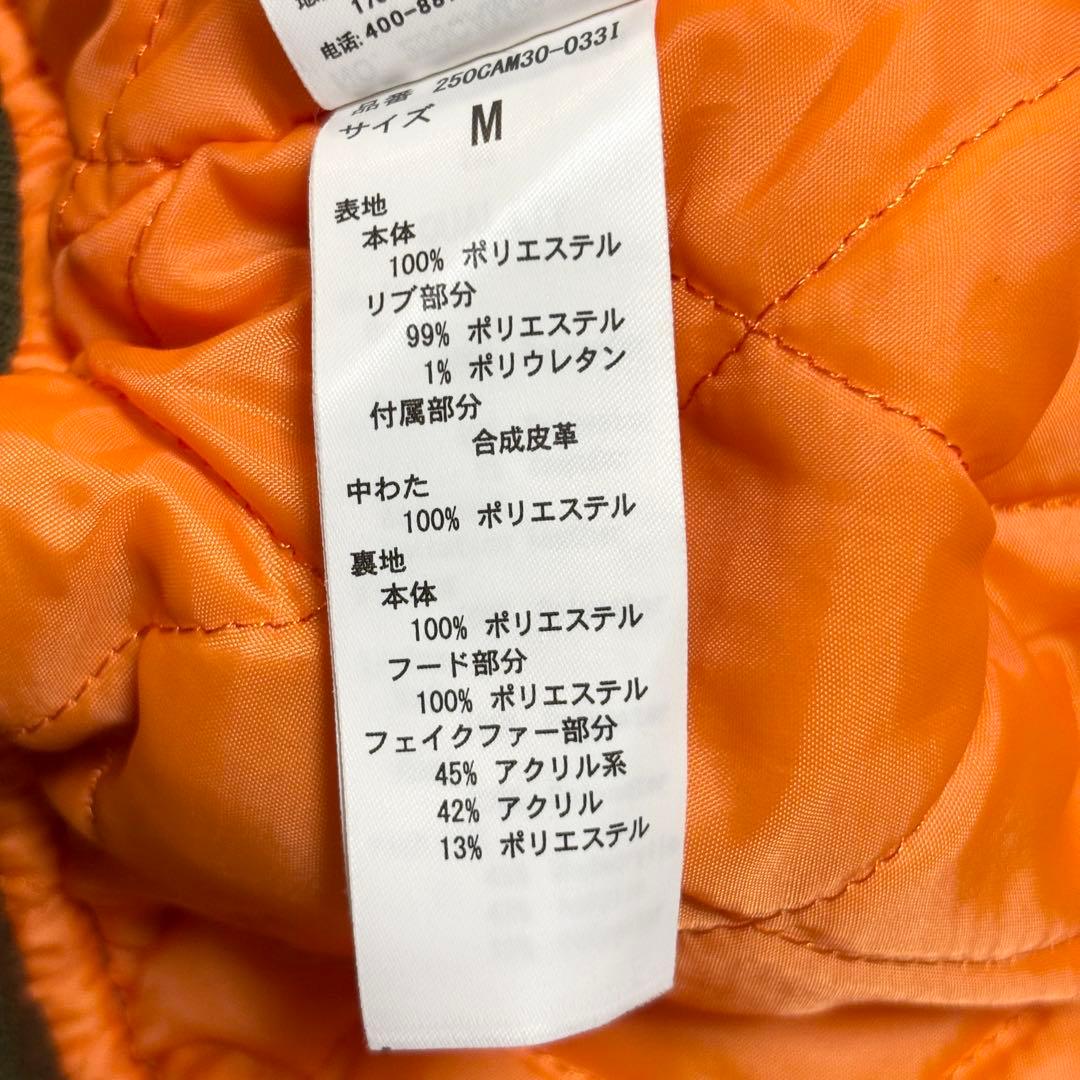 电话:400-88
品番 250CAM30-033I
サイズ M
表地
本体
100% ポリエステル
リブ部分
99% ポリエステル
1% ポリウレタン
付属部分
合成皮革
中わた
100% ポリエステル
裏地
本体
100% ポリエステル
フード部分
100% ポリエステル
フェイクファー部分
45% アクリル系
42% アクリル
13% ポリエステル